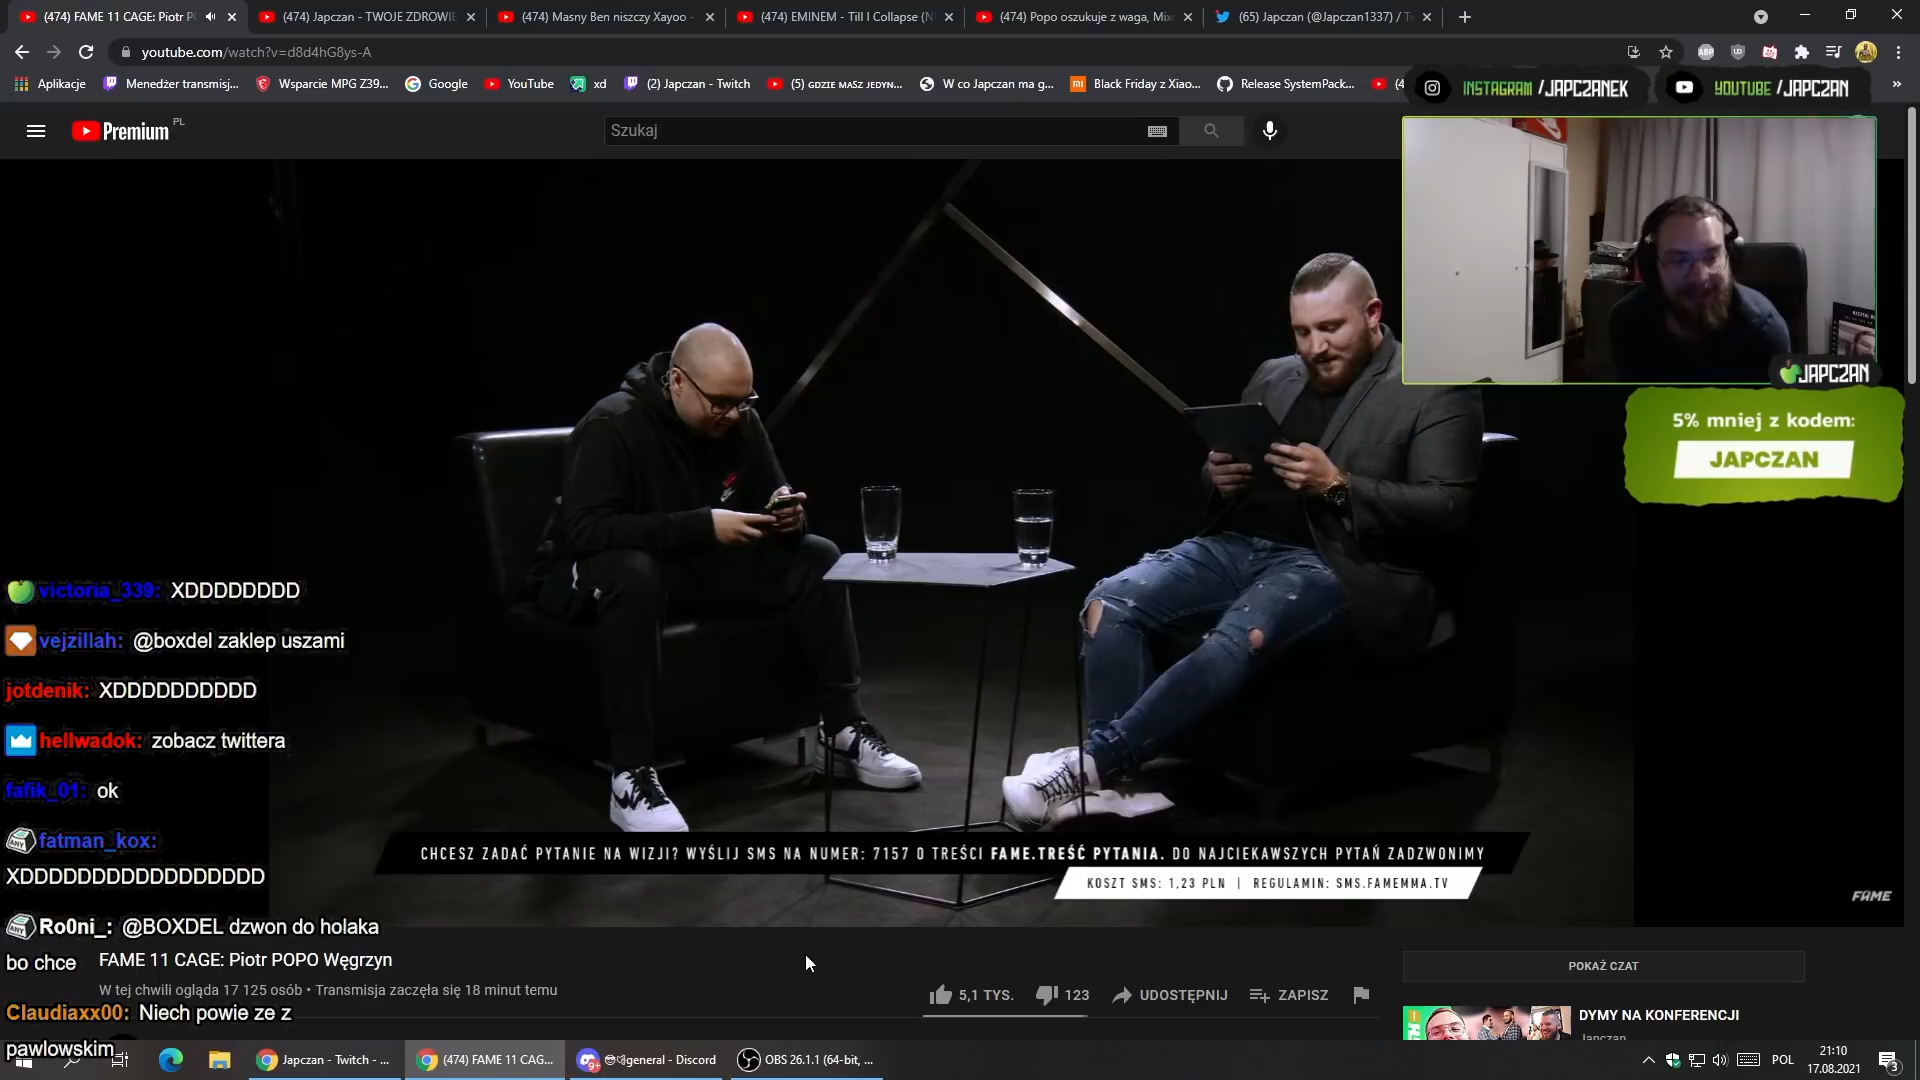 (474) FAME 11 CAGE: Piotr P
(474) Japczan - TWOJE ZDROWIE
(474) Masny Ben niszczy Xayoo -
(474) EMINEM - Till I Collapse (N
(474) Popo oszukuje z waga, Mix
(65) Japczan (@Japczan1337) / Tw
youtube.com/watch?v=d8d4hG8ys-A
Aplikacje
Menedżer transmisj...
Wsparcie MPG Z39...
Google
YouTube
xd
(2) Japczan - Twitch
(5) GDZIE MASZ JEDYN...
W co Japczan ma g...
Black Friday z Xiao...
Release SystemPack...
INSTAGRAM /JAPCZANEK
YOUTUBE /JAPCZAN
Premium PL
Szukaj
JAPCZAN
5% mniej z kodem:
JAPCZAN
victoria_339: XDDDDDDDD
vejzillah: @boxdel zaklep uszami
jotdenik: XDDDDDDDDDD
hellwadok: zobacz twittera
fafik_01: ok
fatman_kox:
XDDDDDDDDDDDDDDDDD
Ro0ni_: @BOXDEL dzwon do holaka
bo chce
Claudiaxx00: Niech powie ze z
pawlowskim
CHCESZ ZADAĆ PYTANIE NA WIZJI? WYŚLIJ SMS NA NUMER: 7157 O TREŚCI FAME.TREŚĆ PYTANIA. DO NAJCIEKAWSZYCH PYTAŃ ZADZWONIMY
KOSZT SMS: 1,23 PLN | REGULAMIN: SMS.FAMEMMA.TV
FAME
FAME 11 CAGE: Piotr POPO Węgrzyn
W tej chwili ogląda 17 125 osób • Transmisja zaczęła się 18 minut temu
5,1 TYS.
123
UDOSTĘPNIJ
ZAPISZ
POKAŻ CZAT
DYMY NA KONFERENCJI
Japczan
Japczan - Twitch - ...
(474) FAME 11 CAG...
general - Discord
OBS 26.1.1 (64-bit, ...
POL
21:10
17.08.2021
3